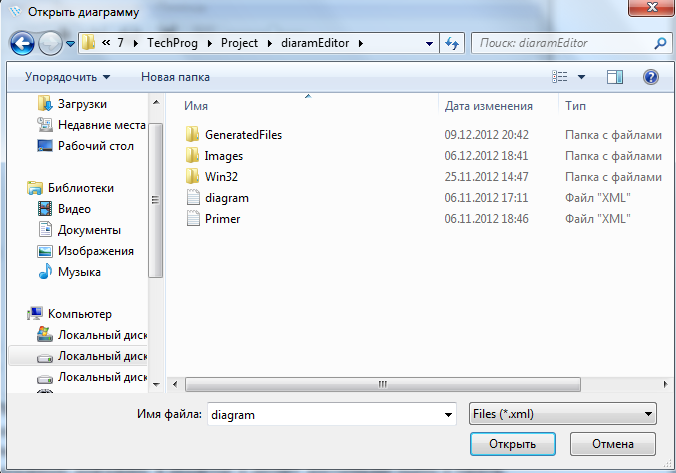 Открыть диаграмму
« 7 TechProg Project diaramEditor
Поиск: diaramEditor
Упорядочить Новая папка
Имя Дата изменения Тип
Загрузки
Недавние места
Рабочий стол
Библиотеки
Видео
Документы
Изображения
Музыка
Компьютер
Локальный диск
Локальный диск
Локальный диск
GeneratedFiles 09.12.2012 20:42 Папка с файлами
Images 06.12.2012 18:41 Папка с файлами
Win32 25.11.2012 14:47 Папка с файлами
diagram 06.11.2012 17:11 Файл "XML"
Primer 06.11.2012 18:46 Файл "XML"
Имя файла: diagram Files (*.xml)
Открыть Отмена